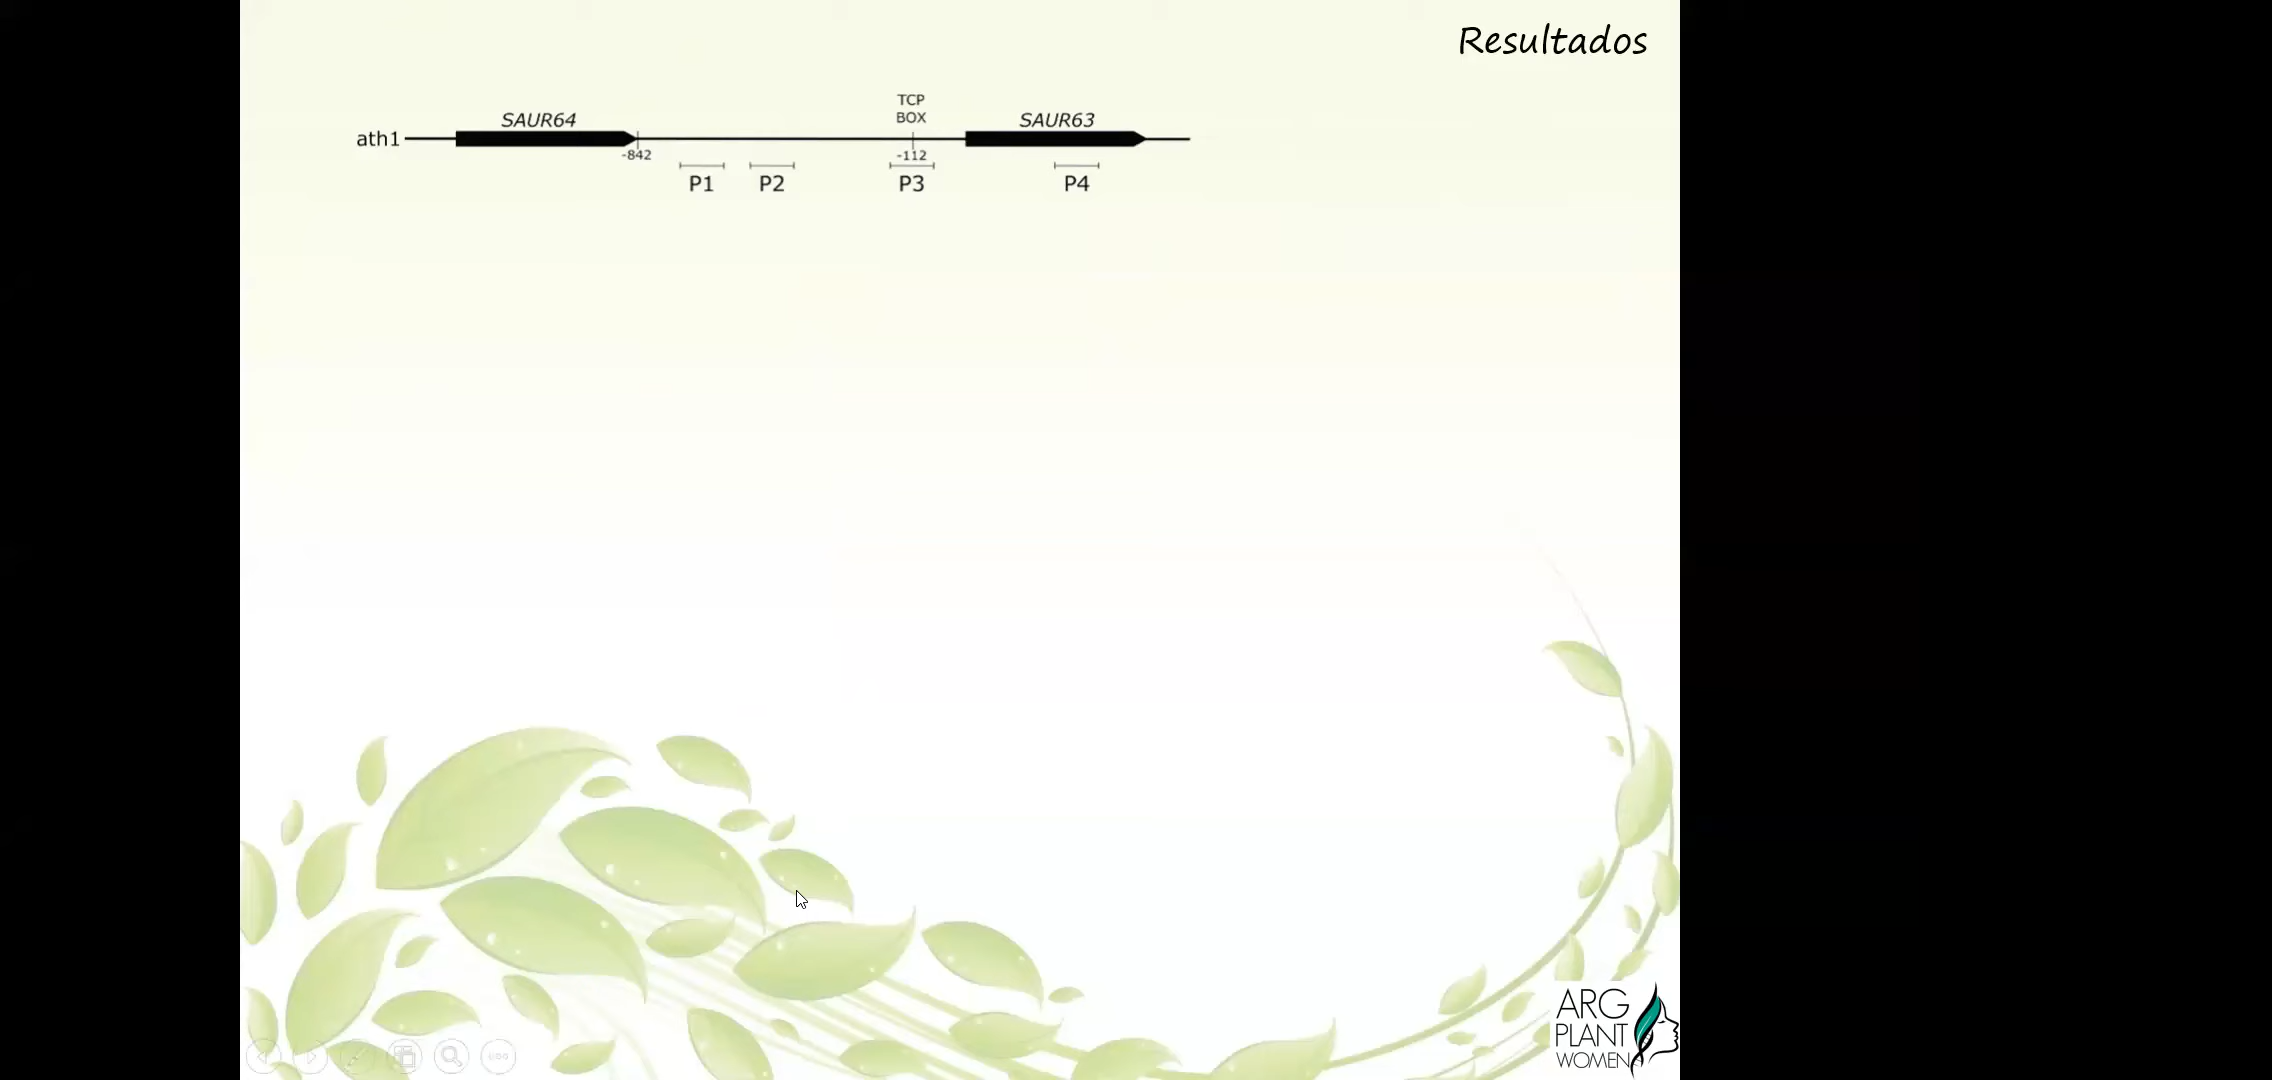 Resultados
TCP
BOX
SAUR64
SAUR63
ath1
-842
-112
P1
P2
P3
P4
ARG
PLANT
WOMEN